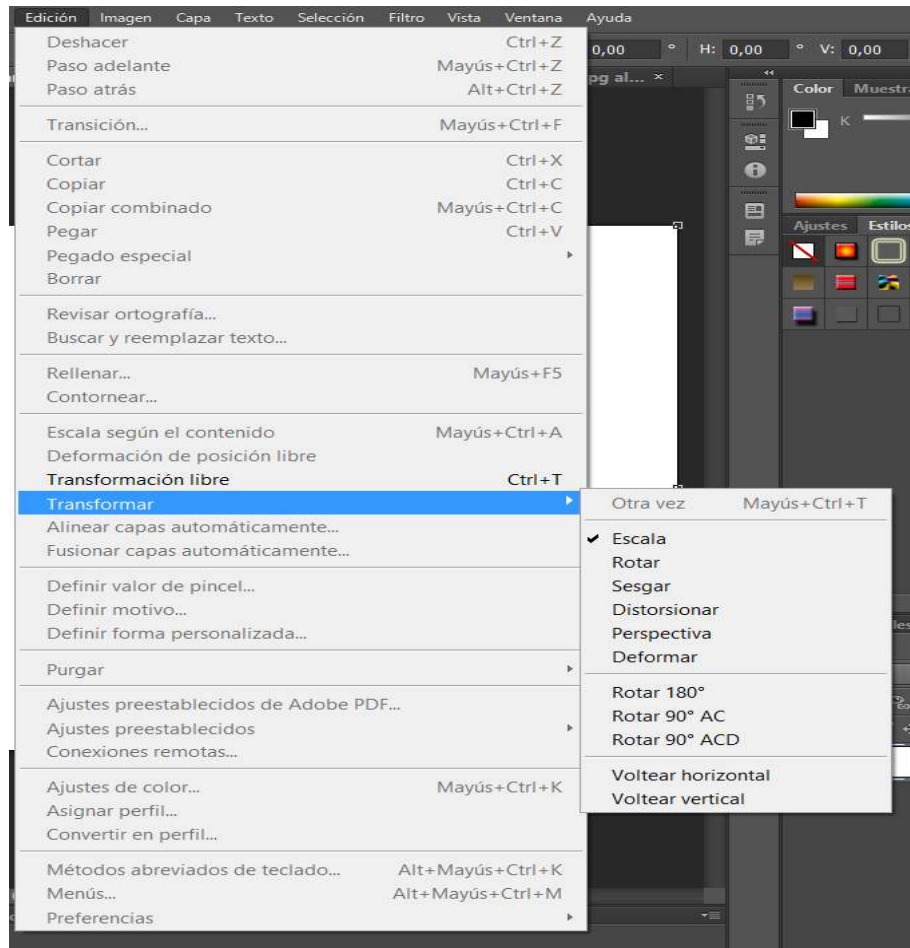 Edición Imagen Capa Texto Selección Filtro Vista Ventana Ayuda
0,00 ° H: 0,00 ° V: 0,00
pg al... ×
Deshacer Ctrl+Z
Paso adelante Mayús+Ctrl+Z
Paso atrás Alt+Ctrl+Z
Transición... Mayús+Ctrl+F
Cortar Ctrl+X
Copiar Ctrl+C
Copiar combinado Mayús+Ctrl+C
Pegar Ctrl+V
Pegado especial
Borrar
Revisar ortografía...
Buscar y reemplazar texto...
Rellenar... Mayús+F5
Contornear...
Escala según el contenido Mayús+Ctrl+A
Deformación de posición libre
Transformación libre Ctrl+T
Transformar
Alinear capas automáticamente...
Fusionar capas automáticamente...
Definir valor de pincel...
Definir motivo...
Definir forma personalizada...
Purgar
Ajustes preestablecidos de Adobe PDF...
Ajustes preestablecidos
Conexiones remotas...
Ajustes de color... Mayús+Ctrl+K
Asignar perfil...
Convertir en perfil...
Métodos abreviados de teclado... Alt+Mayús+Ctrl+K
Menús... Alt+Mayús+Ctrl+M
Preferencias
Otra vez Mayús+Ctrl+T
Escala
Rotar
Sesgar
Distorsionar
Perspectiva
Deformar
Rotar 180°
Rotar 90° AC
Rotar 90° ACD
Voltear horizontal
Voltear vertical
Color Muestr
K
Ajustes Estilos